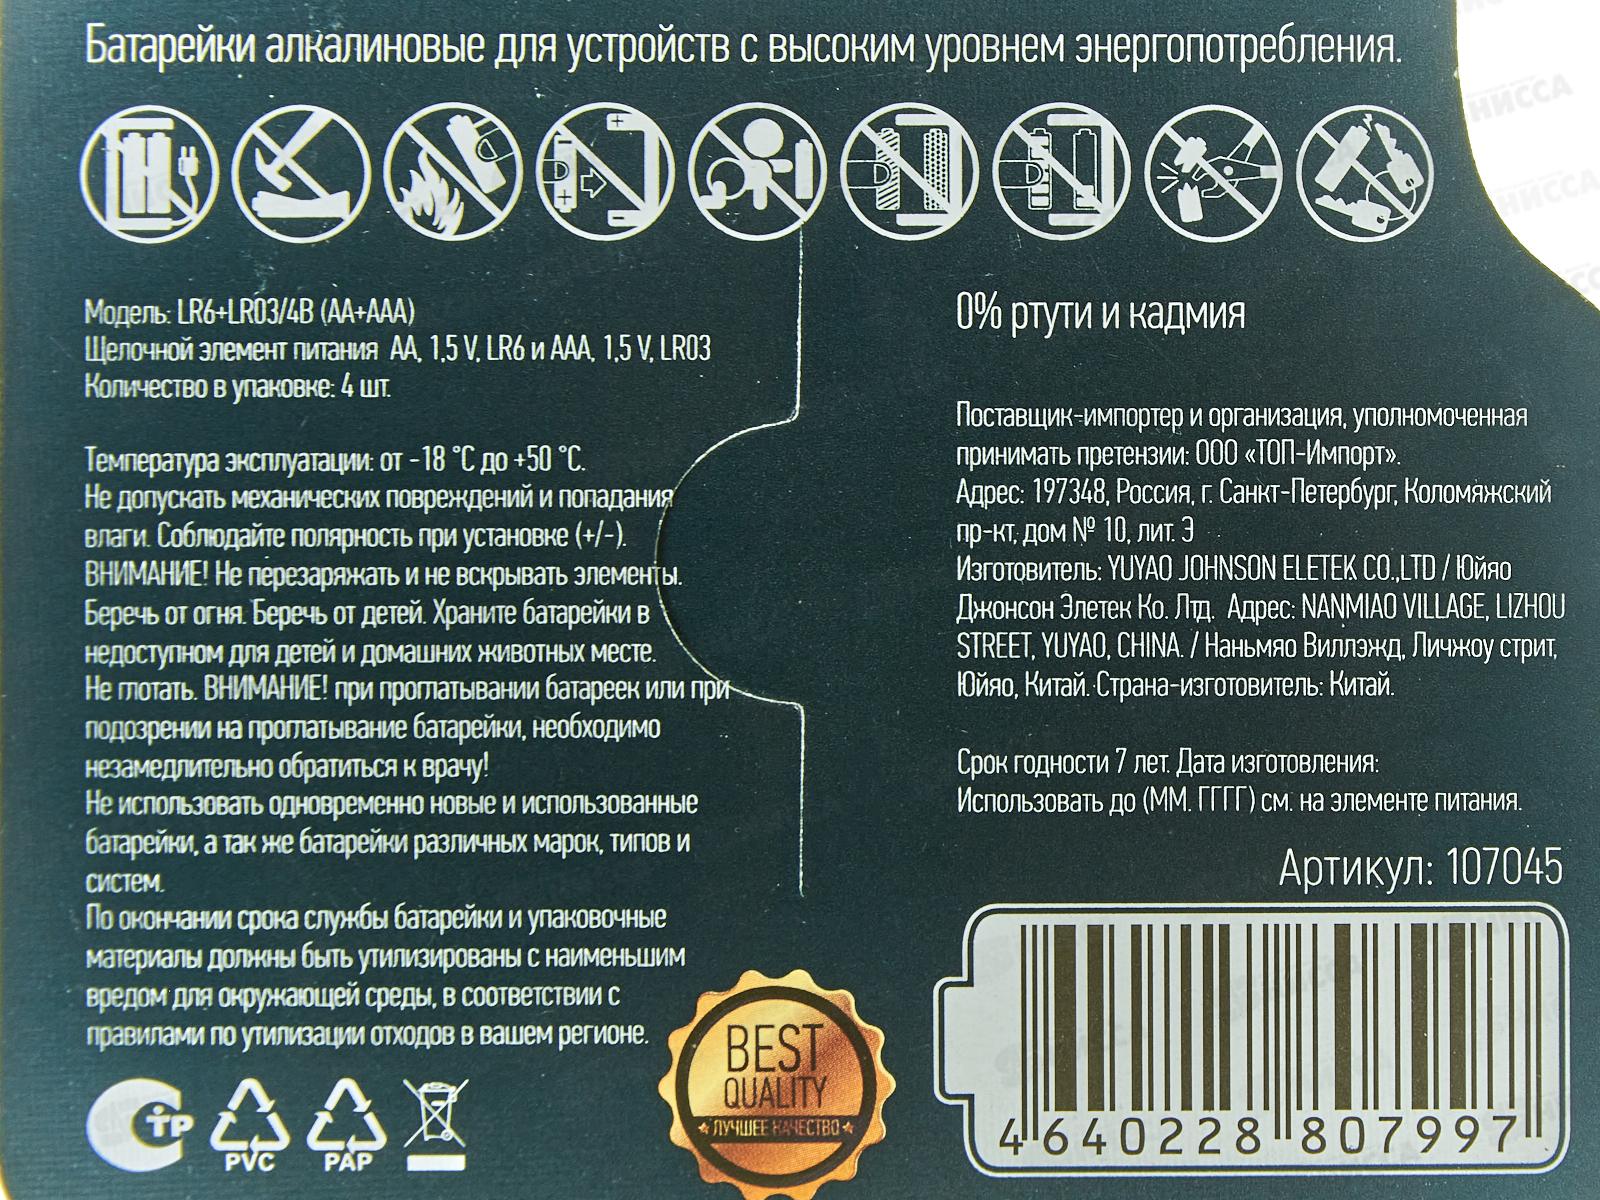 Батарейки алкалиновые для устройств с высоким уровнем энергопотребления.
Модель: LR6+LR03/4B (AA+AAA)
Щелочной элемент питания AA, 1,5 V, LR6 и AAA, 1,5 V, LR03
Количество в упаковке: 4 шт.
Температура эксплуатации: от -18 °C до +50 °C.
Не допускать механических повреждений и попадания
влаги. Соблюдайте полярность при установке (+/-).
ВНИМАНИЕ! Не перезаряжать и не вскрывать элементы.
Беречь от огня. Беречь от детей. Храните батарейки в
недоступном для детей и домашних животных месте.
Не глотать. ВНИМАНИЕ! при проглатывании батареек или при
подозрении на проглатывание батарейки, необходимо
незамедлительно обратиться к врачу!
Не использовать одновременно новые и использованные
батарейки, а так же батарейки различных марок, типов и
систем.
По окончании срока службы батарейки и упаковочные
материалы должны быть утилизированы с наименьшим
вредом для окружающей среды, в соответствии с
правилами по утилизации отходов в вашем регионе.
PVC
PAP
BEST
QUALITY
ЛУЧШЕЕ КАЧЕСТВО
0% ртути и кадмия
Поставщик-импортер и организация, уполномоченная
принимать претензии: ООО «ТОП-Импорт».
Адрес: 197348, Россия, г. Санкт-Петербург, Коломяжский
пр-кт, дом № 10, лит. Э
Изготовитель: YUYAO JOHNSON ELETEK CO.,LTD / Юйяо
Джонсон Элетек Ко. Лтд. Адрес: NANMIAO VILLAGE, LIZHOU
STREET, YUYAO, CHINA. / Наньмяо Виллэжд, Личжоу стрит,
Юйяо, Китай. Страна-изготовитель: Китай.
Срок годности 7 лет. Дата изготовления:
Использовать до (ММ. ГГГГ) см. на элементе питания.
Артикул: 107045
4 640228 807997